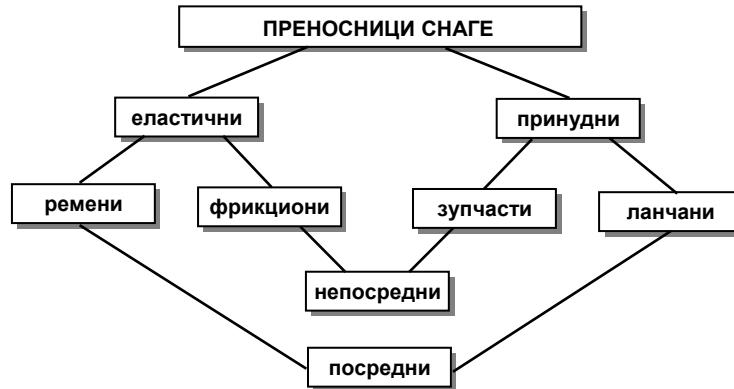 ПРЕНОСНИЦИ СНАГЕ
еластични
принудни
ремени
фрикциони
зупчасти
ланчани
непосредни
посредни